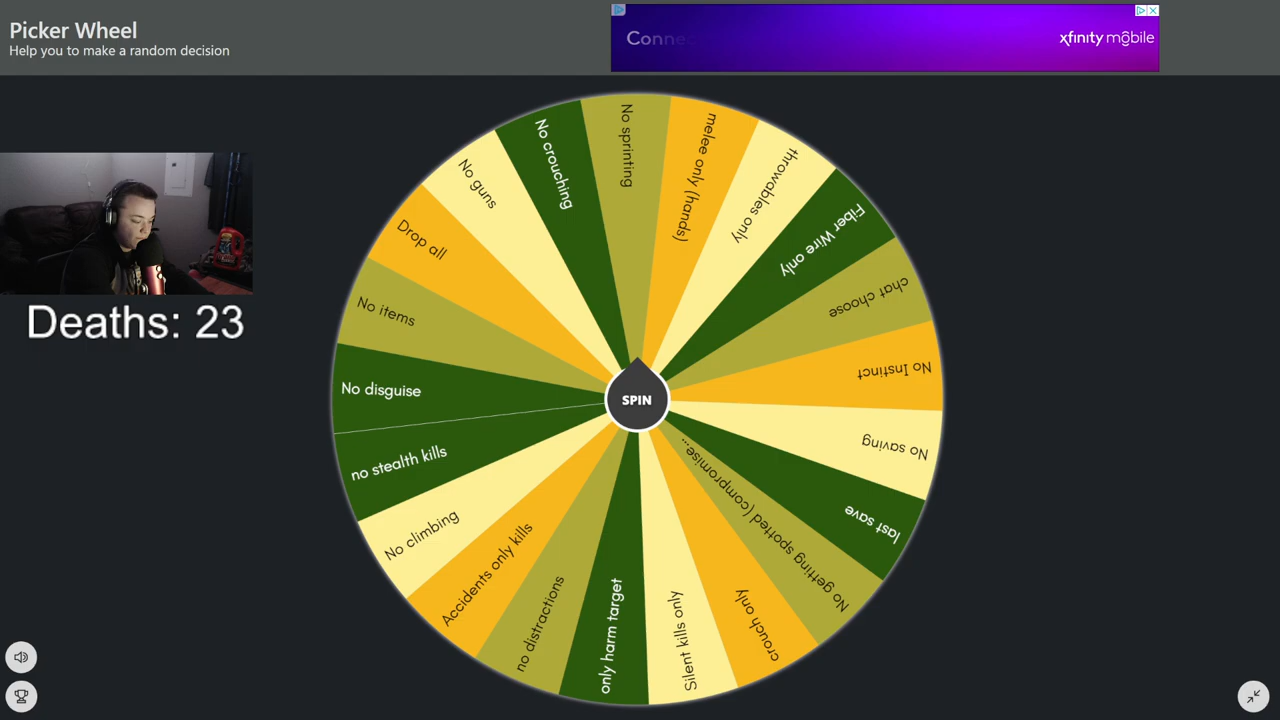 Picker Wheel
Help you to make a random decision
Connec
xfinity mobile
Deaths: 23
No sprinting
melee only (hands)
throwables only
Fiber Wire only
chat choose
No Instinct
No saving
last save
No getting spotted (compromise...
crouch only
Silent kills only
only harm target
no distractions
Accidents only kills
No climbing
no stealth kills
No disguise
No items
Drop all
No guns
No crouching
SPIN